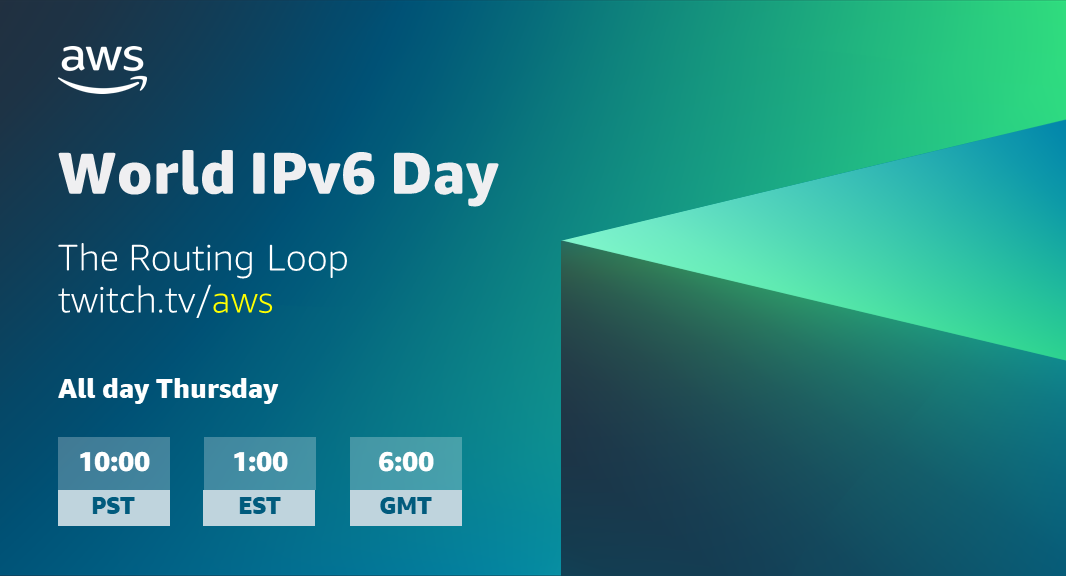 aws
World IPv6 Day
The Routing Loop
twitch.tv/aws
All day Thursday
10:00 1:00 6:00
PST EST GMT